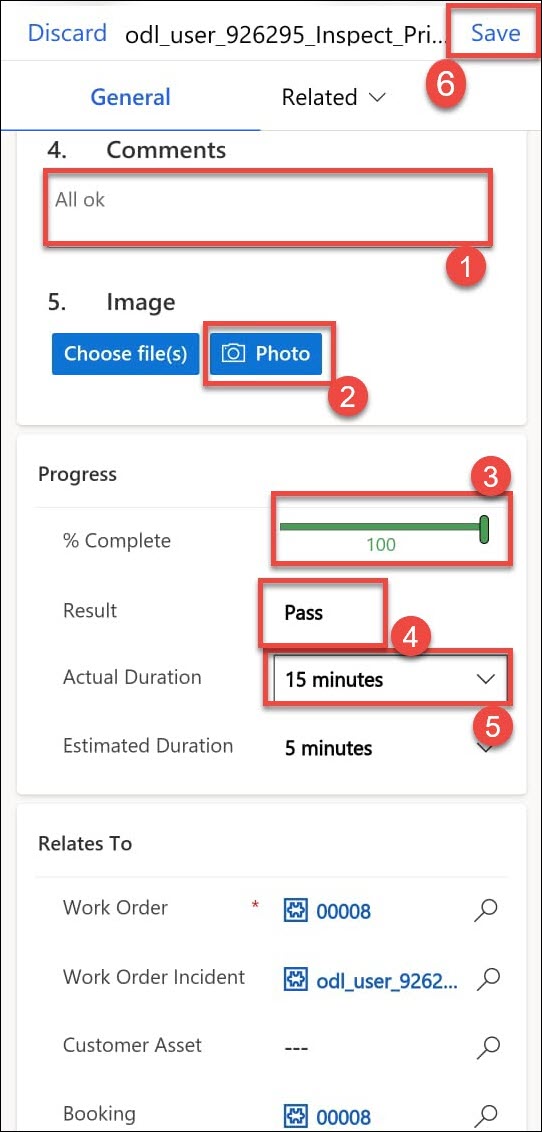 Discard odl_user_926295_Inspect_Pri... Save
6
General Related
4. Comments
All ok
1
5. Image
Choose file(s) Photo
2
Progress
3
% Complete
100
Result Pass
4
Actual Duration 15 minutes
5
Estimated Duration 5 minutes
Relates To
Work Order * 00008
Work Order Incident odl_user_9262...
Customer Asset ---
Booking 00008